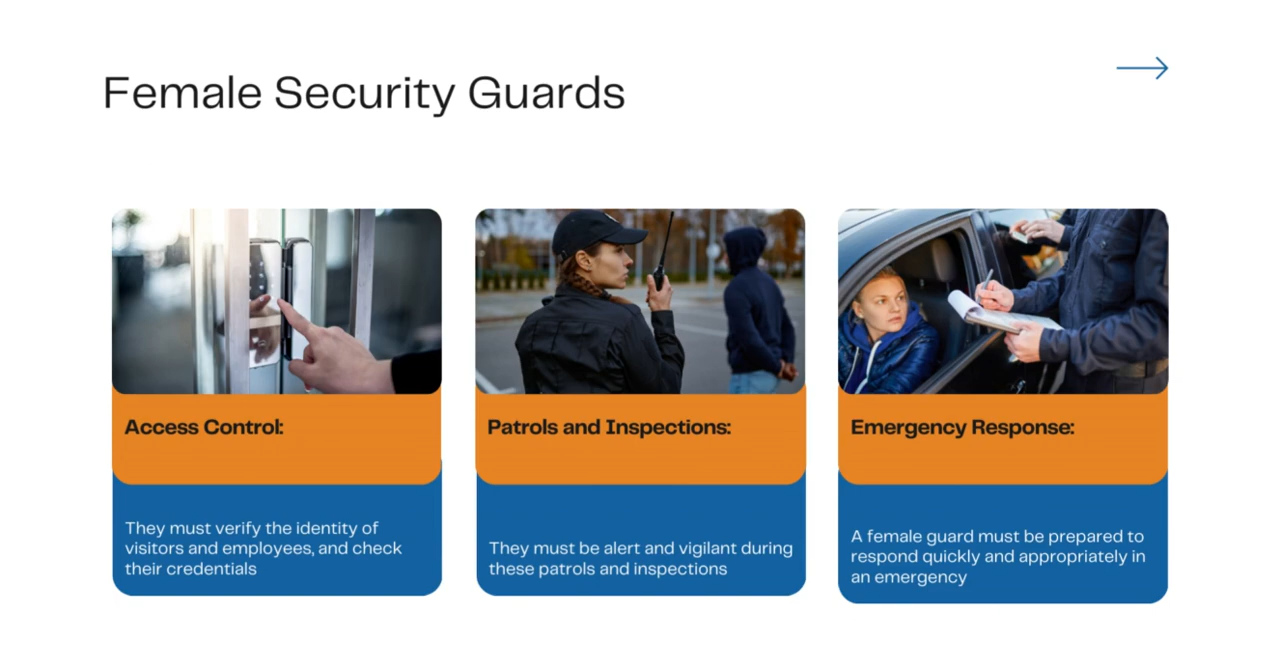 Female Security Guards
Access Control:
They must verify the identity of
visitors and employees, and check
their credentials
Patrols and Inspections:
They must be alert and vigilant during
these patrols and inspections
Emergency Response:
A female guard must be prepared to
respond quickly and appropriately in
an emergency